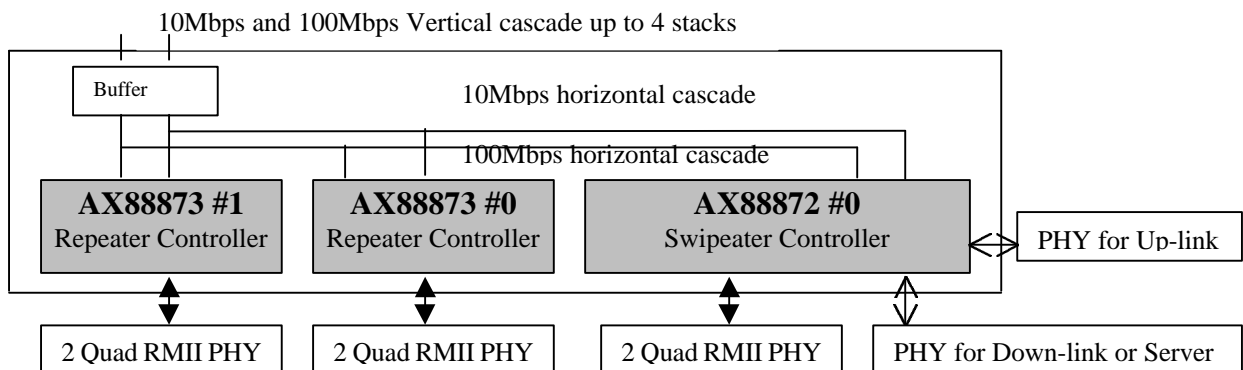 10Mbps and 100Mbps Vertical cascade up to 4 stacks
Buffer
10Mbps horizontal cascade
100Mbps horizontal cascade
AX88873 #1
Repeater Controller
AX88873 #0
Repeater Controller
AX88872 #0
Swipeater Controller
PHY for Up-link
2 Quad RMII PHY
2 Quad RMII PHY
2 Quad RMII PHY
PHY for Down-link or Server